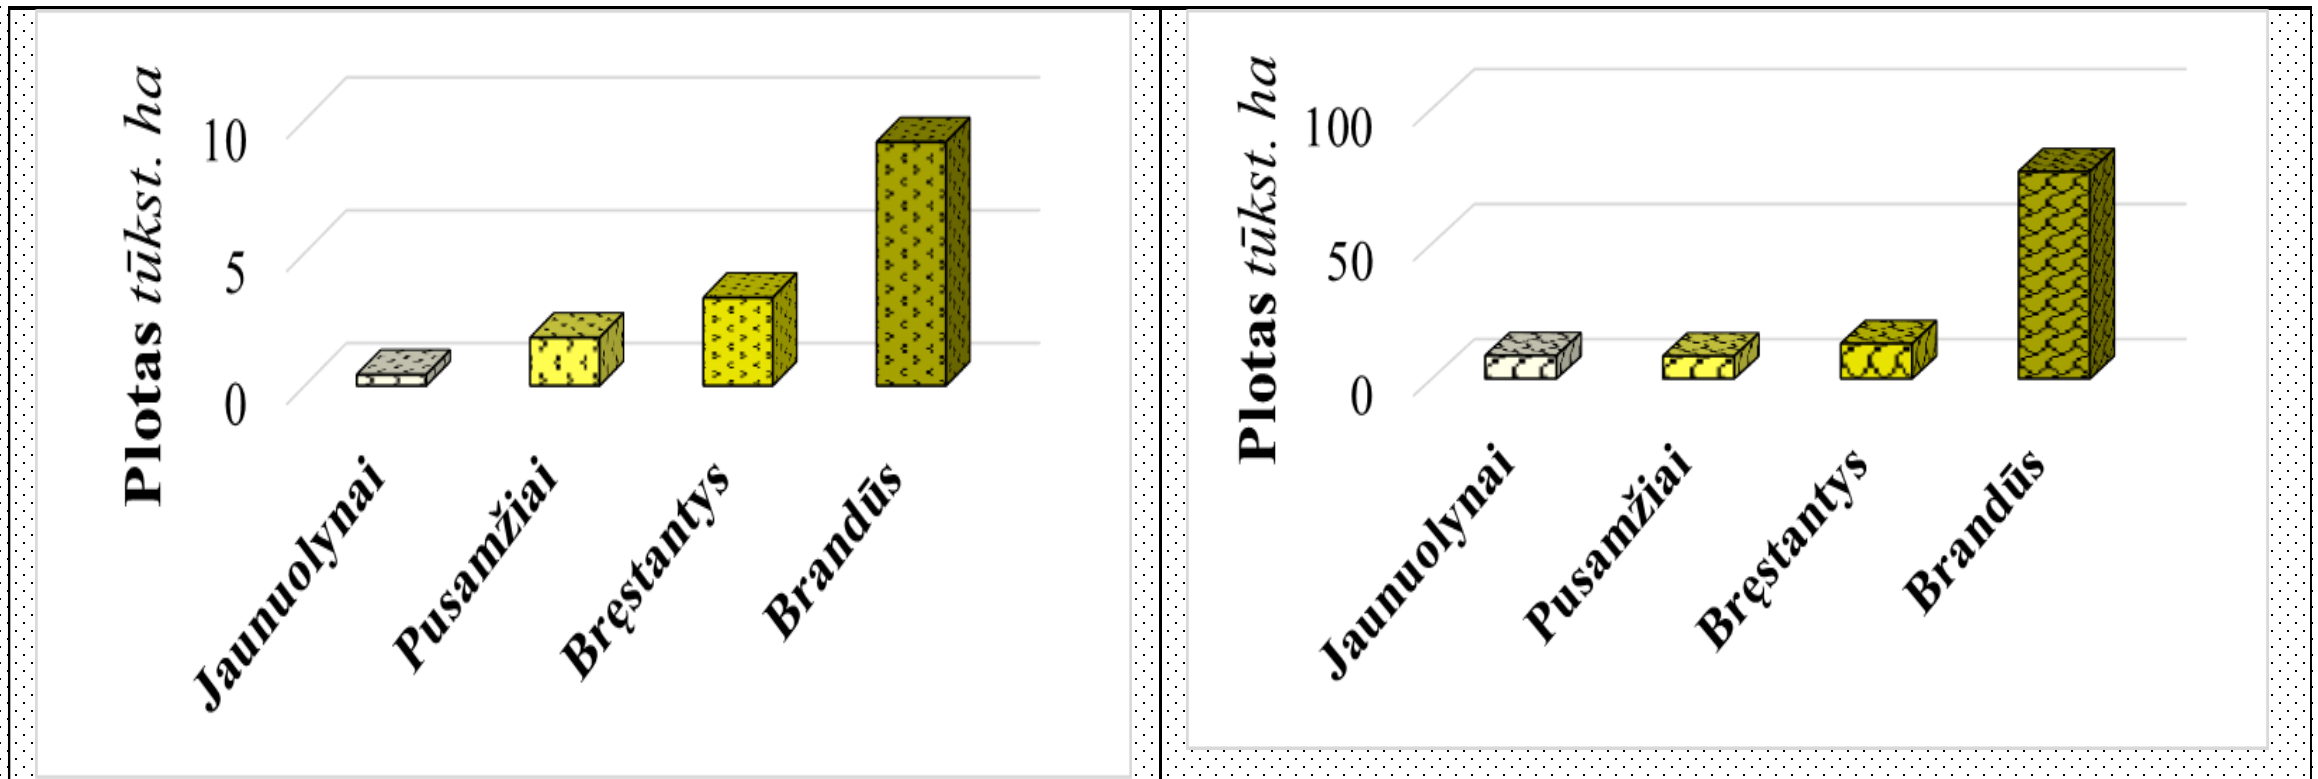 Plotas tūkst. ha
10
5
0
Jaunuolynai
Pusamžiai
Bręstantys
Brandūs
Plotas tūkst. ha
100
50
0
Jaunuolynai
Pusamžiai
Bręstantys
Brandūs